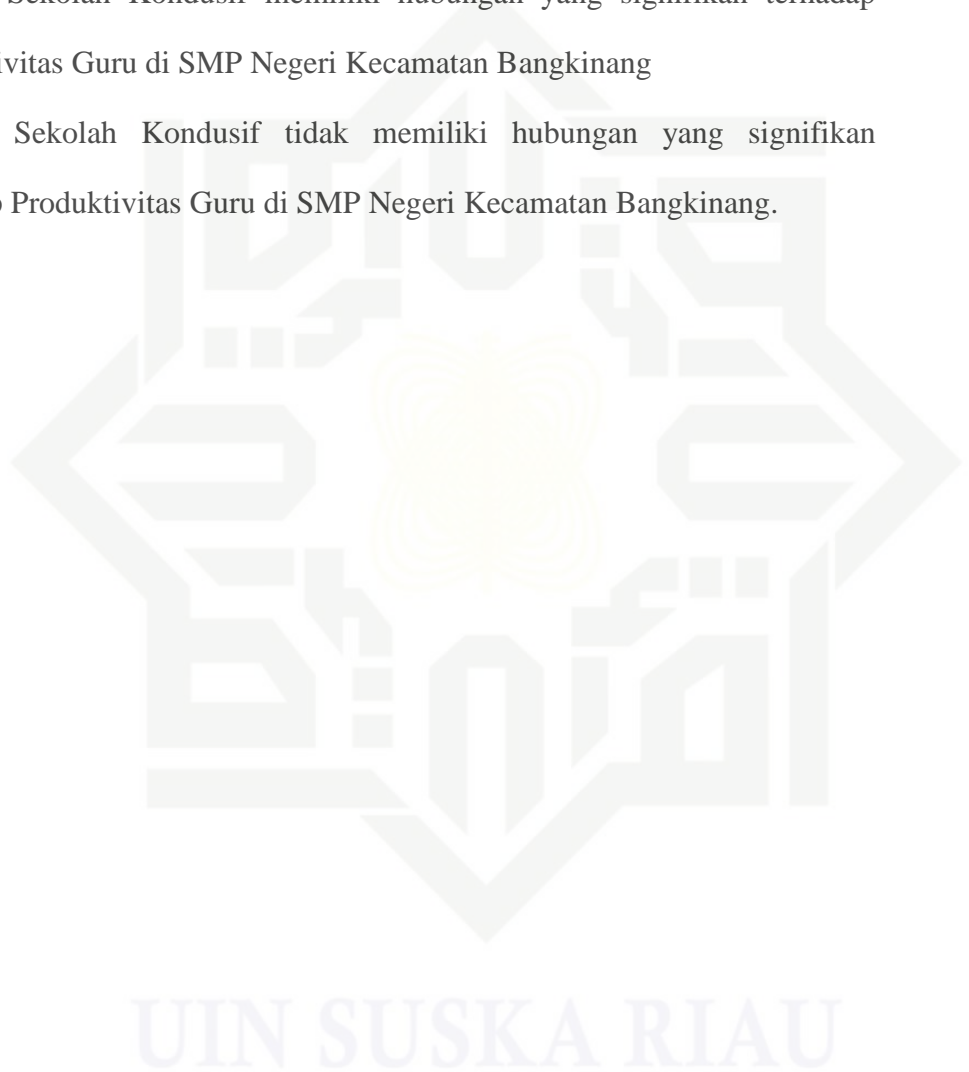 Sekolah Kondusif memiliki hubungan yang signifikan terhadap
ivitas Guru di SMP Negeri Kecamatan Bangkinang
Sekolah Kondusif tidak memiliki hubungan yang signifikan
Produktivitas Guru di SMP Negeri Kecamatan Bangkinang.
UIN SUSKA RIAU